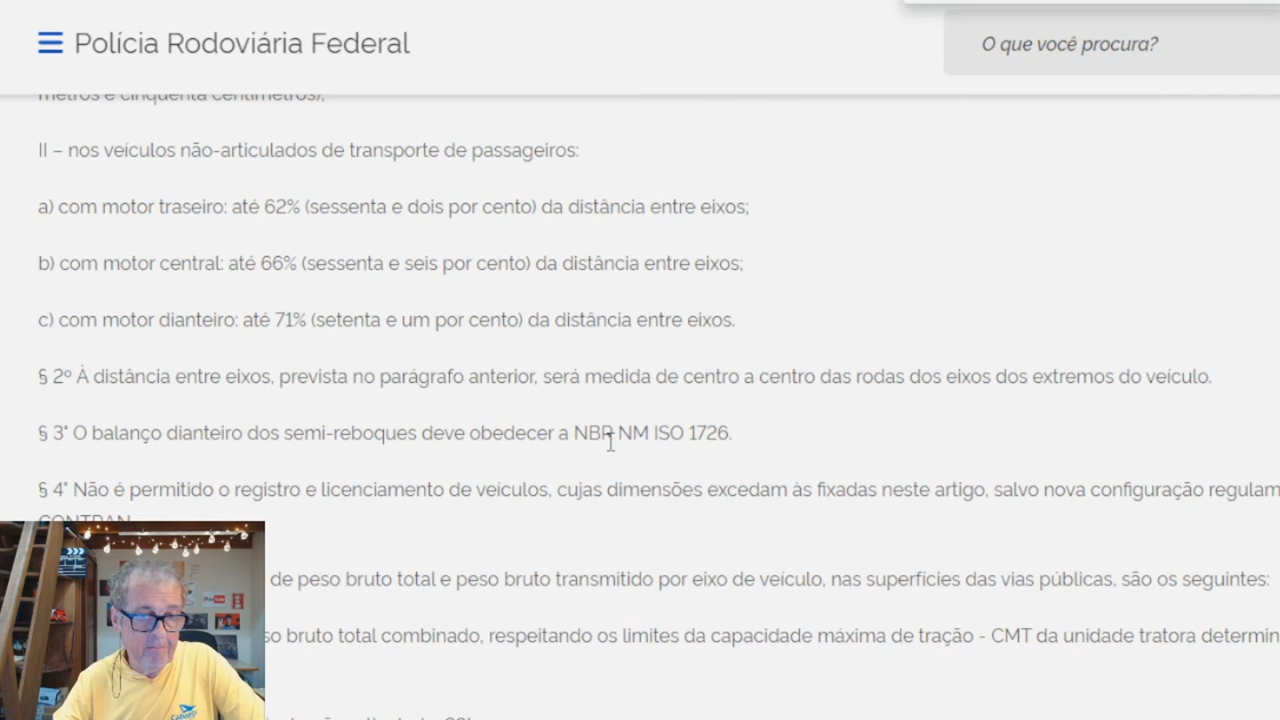 Polícia Rodoviária Federal
O que você procura?
metros e cinquenta centímetros);
II – nos veículos não-articulados de transporte de passageiros:
a) com motor traseiro: até 62% (sessenta e dois por cento) da distância entre eixos;
b) com motor central: até 66% (sessenta e seis por cento) da distância entre eixos;
c) com motor dianteiro: até 71% (setenta e um por cento) da distância entre eixos.
§ 2º À distância entre eixos, prevista no parágrafo anterior, será medida de centro a centro das rodas dos eixos dos extremos do veículo.
§ 3° O balanço dianteiro dos semi-reboques deve obedecer a NBR NM ISO 1726.
§ 4° Não é permitido o registro e licenciamento de veículos, cujas dimensões excedam às fixadas neste artigo, salvo nova configuração regulam
CONTRAN
de peso bruto total e peso bruto transmitido por eixo de veículo, nas superfícies das vias públicas, são os seguintes:
so bruto total combinado, respeitando os limites da capacidade máxima de tração - CMT da unidade tratora determin